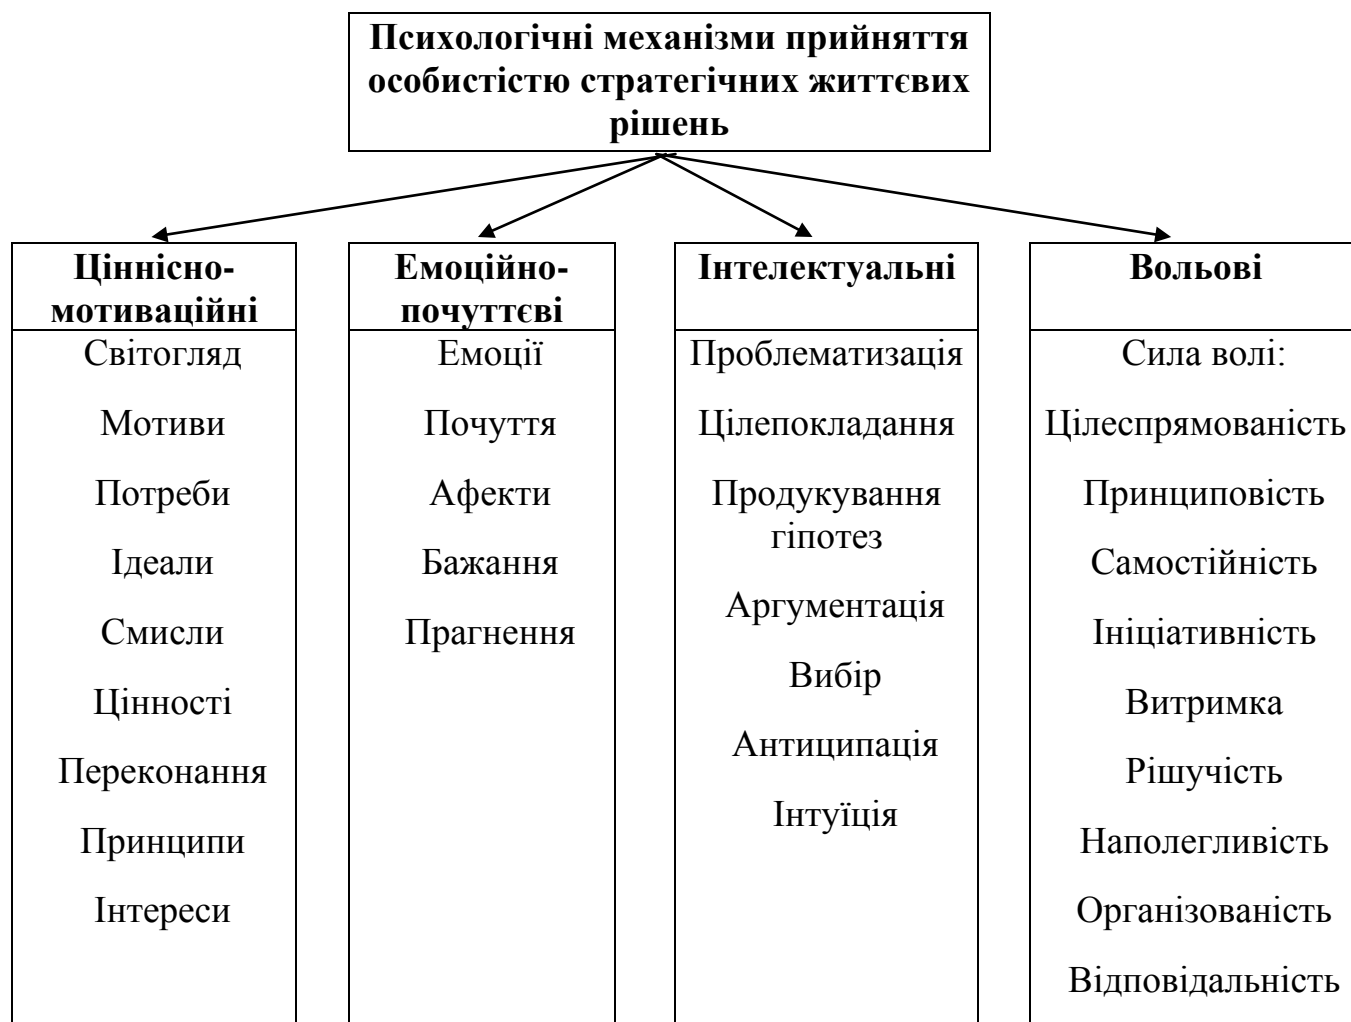 Психологічні механізми прийняття
особистістю стратегічних життєвих
рішень
Ціннісно-
мотиваційні
Світогляд
Мотиви
Потреби
Ідеали
Смисли
Цінності
Переконання
Принципи
Інтереси
Емоційно-
почуттєві
Емоції
Почуття
Афекти
Бажання
Прагнення
Інтелектуальні
Проблематизація
Цілепокладання
Продукування
гіпотез
Аргументація
Вибір
Антиципація
Інтуїція
Вольові
Сила волі:
Цілеспрямованість
Принциповість
Самостійність
Ініціативність
Витримка
Рішучість
Наполегливість
Організованість
Відповідальність